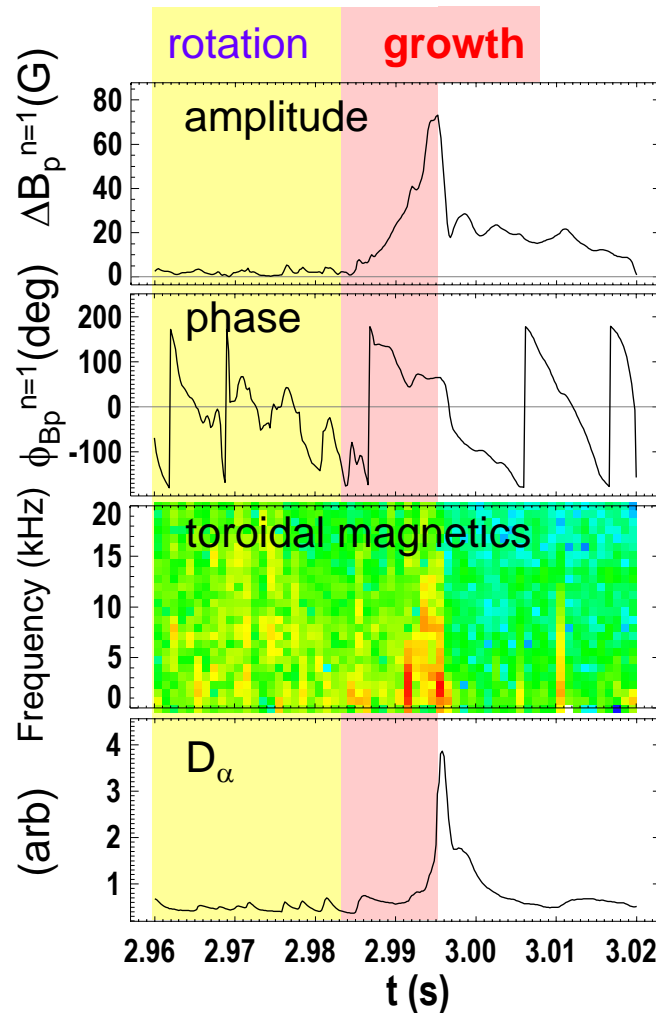 rotation growth
ΔBp^n=1(G)
80
60
40
20
0
amplitude
ϕBp^n=1(deg)
200
100
0
-100
phase
Frequency (kHz)
20
15
10
5
0
toroidal magnetics
(arb)
4
3
2
1
Dα
2.96 2.97 2.98 2.99 3.00 3.01 3.02
t (s)